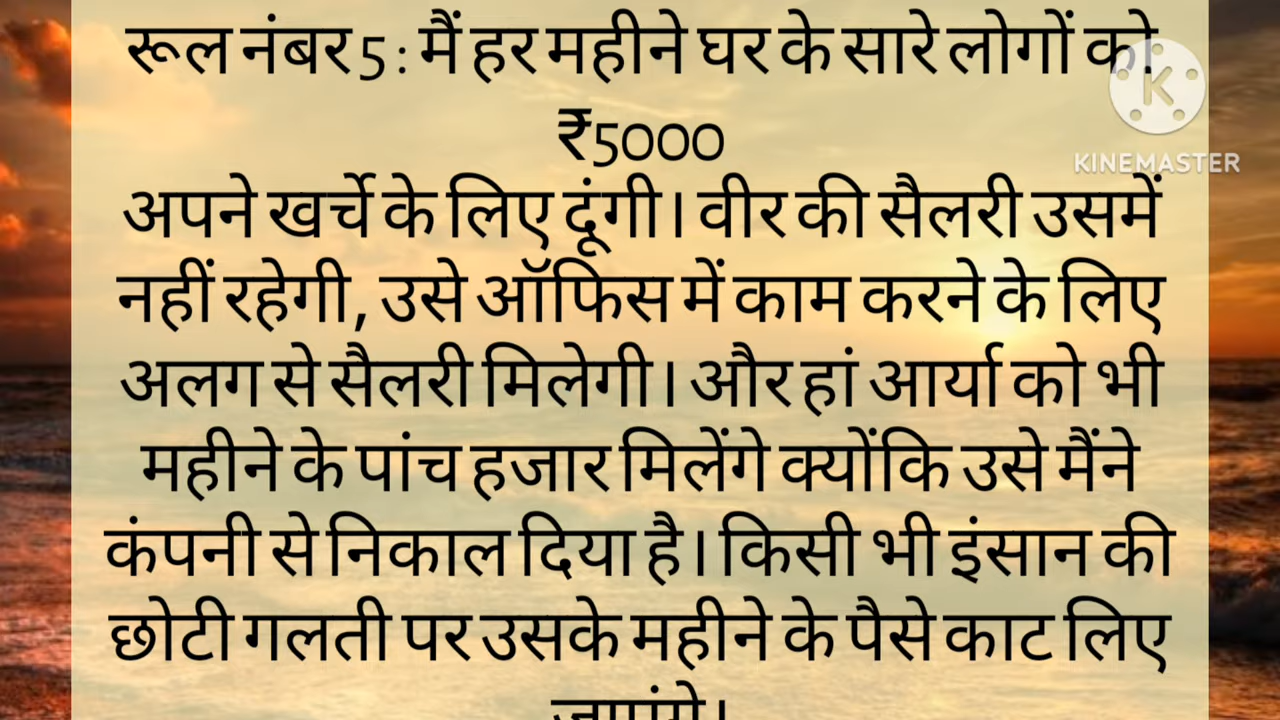 रूल नंबर 5 : मैं हर महीने घर के सारे लोगों को
₹5000
अपने खर्चे के लिए दूंगी। वीर की सैलरी उसमें
नहीं रहेगी, उसे ऑफिस में काम करने के लिए
अलग से सैलरी मिलेगी। और हां आर्या को भी
महीने के पांच हजार मिलेंगे क्योंकि उसे मैंने
कंपनी से निकाल दिया है। किसी भी इंसान की
छोटी गलती पर उसके महीने के पैसे काट लिए
जाएंगे।
K
KINEMASTER